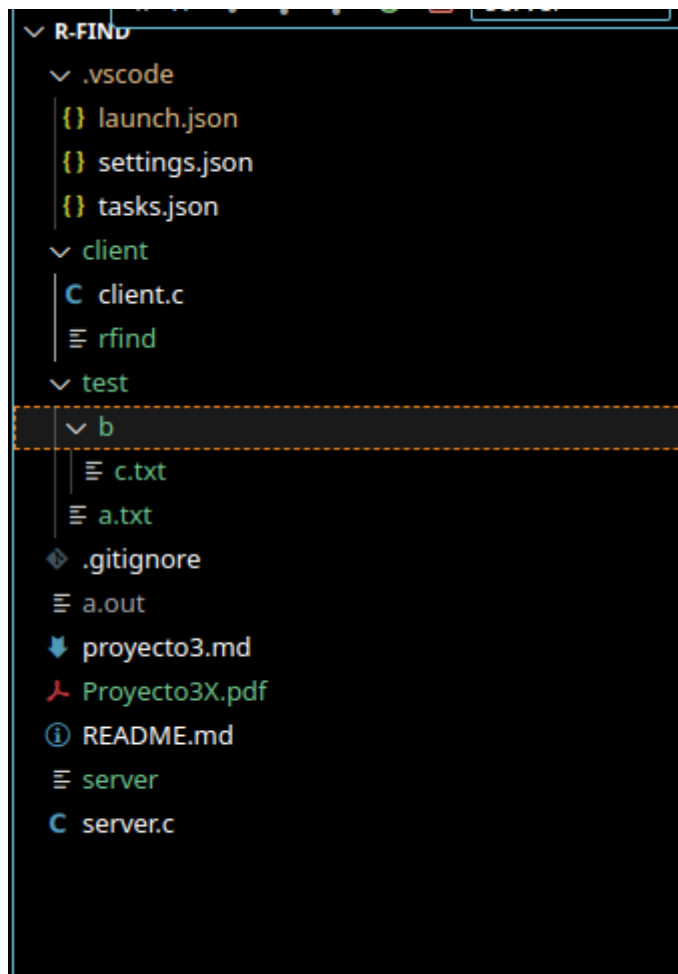 R-FIND
.vscode
{} launch.json
{} settings.json
{} tasks.json
client
C client.c
rfind
test
b
c.txt
a.txt
.gitignore
a.out
proyecto3.md
Proyecto3X.pdf
README.md
server
C server.c